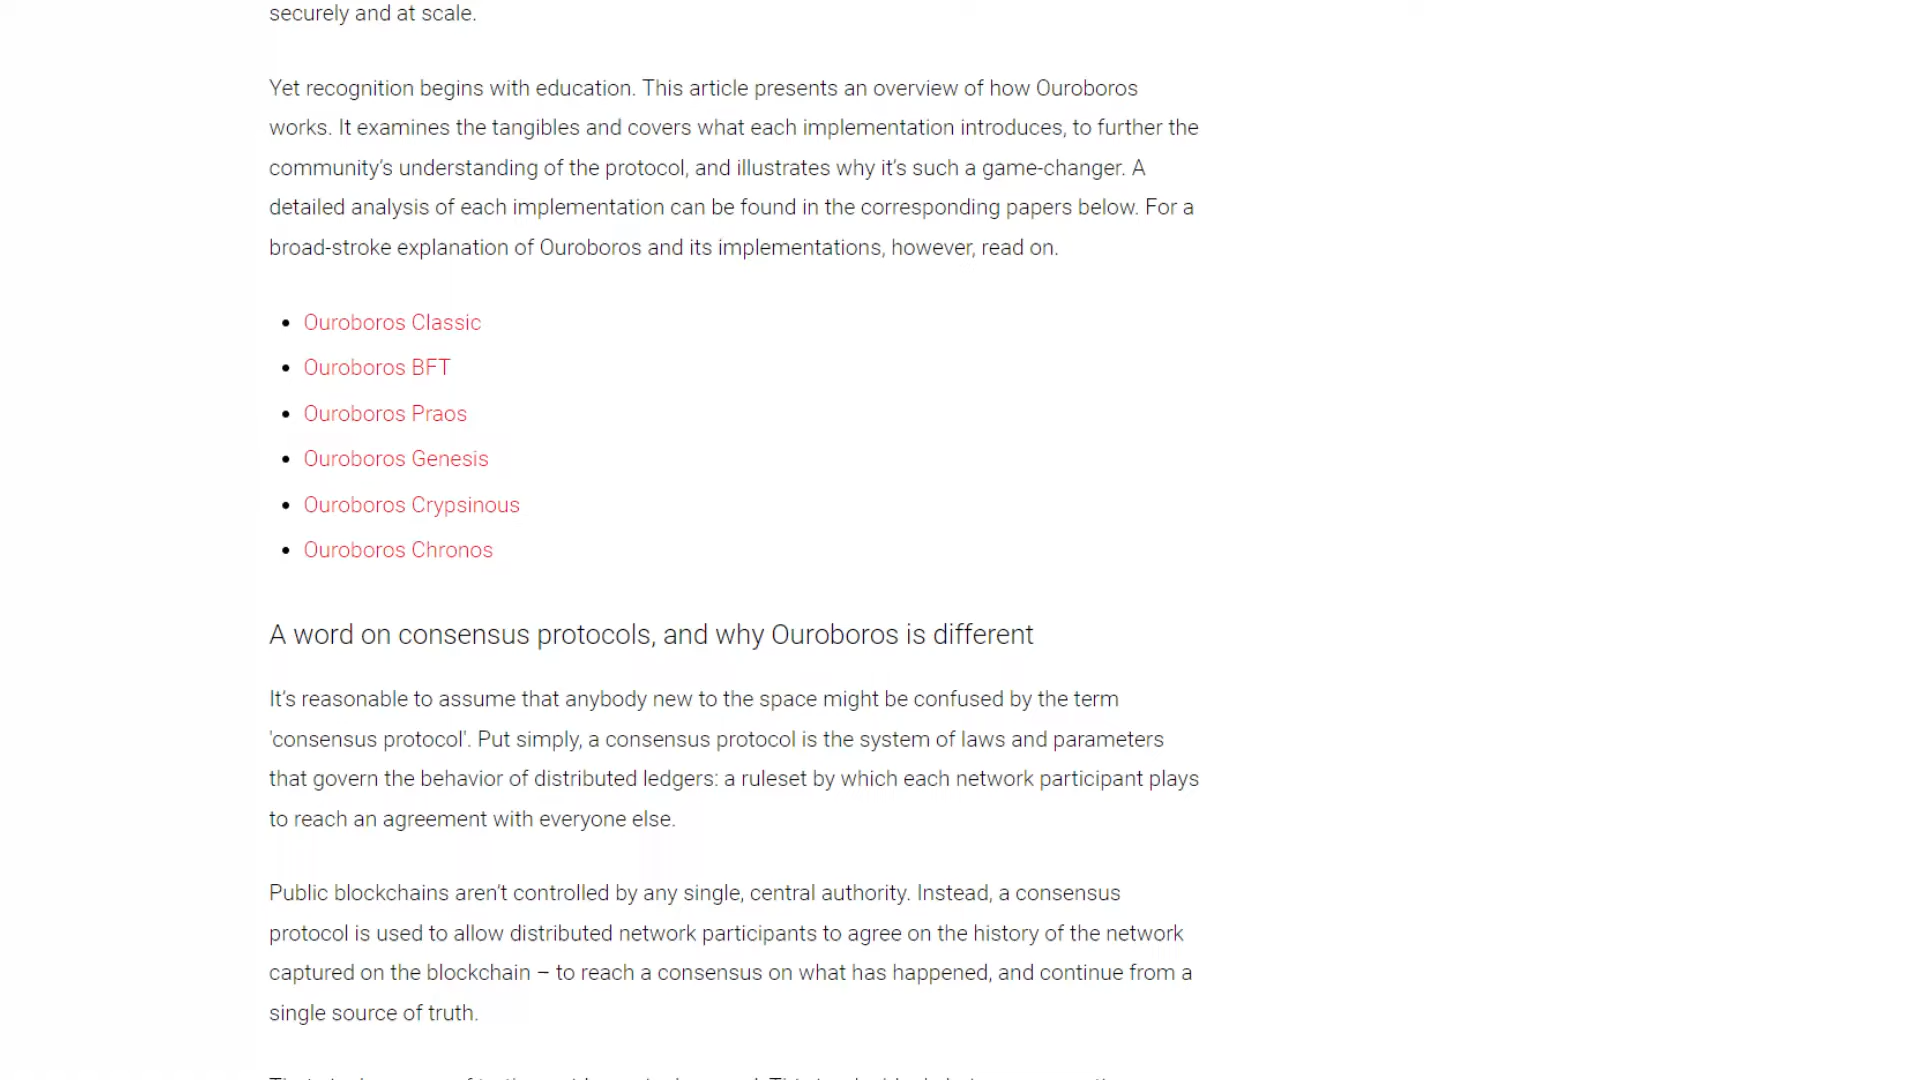 securely and at scale.
Yet recognition begins with education. This article presents an overview of how Ouroboros
works. It examines the tangibles and covers what each implementation introduces, to further the
community's understanding of the protocol, and illustrates why it's such a game-changer. A
detailed analysis of each implementation can be found in the corresponding papers below. For a
broad-stroke explanation of Ouroboros and its implementations, however, read on.
• Ouroboros Classic
• Ouroboros BFT
• Ouroboros Praos
• Ouroboros Genesis
• Ouroboros Crypsinous
• Ouroboros Chronos
A word on consensus protocols, and why Ouroboros is different
It's reasonable to assume that anybody new to the space might be confused by the term
'consensus protocol'. Put simply, a consensus protocol is the system of laws and parameters
that govern the behavior of distributed ledgers: a ruleset by which each network participant plays
to reach an agreement with everyone else.
Public blockchains aren't controlled by any single, central authority. Instead, a consensus
protocol is used to allow distributed network participants to agree on the history of the network
captured on the blockchain – to reach a consensus on what has happened, and continue from a
single source of truth.